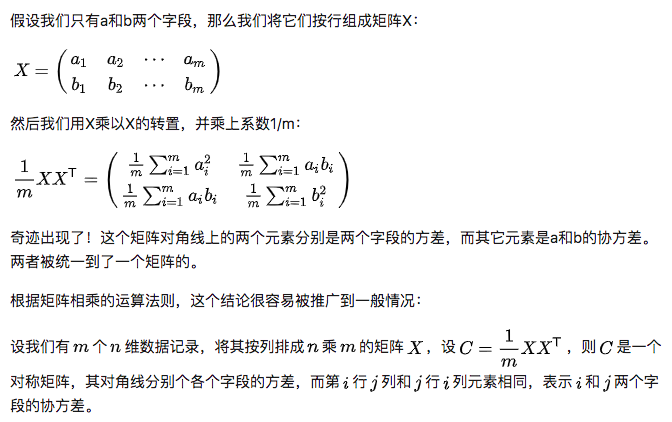 假设我们只有a和b两个字段，那么我们将它们按行组成矩阵X：
X = \begin{pmatrix} a_1 & a_2 & \cdots & a_m \\ b_1 & b_2 & \cdots & b_m \end{pmatrix}
然后我们用X乘以X的转置，并乘上系数1/m：
\frac{1}{m}XX^\mathsf{T} = \begin{pmatrix} \frac{1}{m}\sum_{i=1}^m a_i^2 & \frac{1}{m}\sum_{i=1}^m a_i b_i \\ \frac{1}{m}\sum_{i=1}^m a_i b_i & \frac{1}{m}\sum_{i=1}^m b_i^2 \end{pmatrix}
奇迹出现了！这个矩阵对角线上的两个元素分别是两个字段的方差，而其它元素是a和b的协方差。
两者被统一到了一个矩阵的。
根据矩阵相乘的运算法则，这个结论很容易被推广到一般情况：
设我们有 m 个 n 维数据记录，将其按列排成 n 乘 m 的矩阵 X，设 C = \frac{1}{m}XX^\mathsf{T}，则 C 是一个
对称矩阵，其对角线分别个各个字段的方差，而第 i 行 j 列和 j 行 i 列元素相同，表示 i 和 j 两个字
段的协方差。